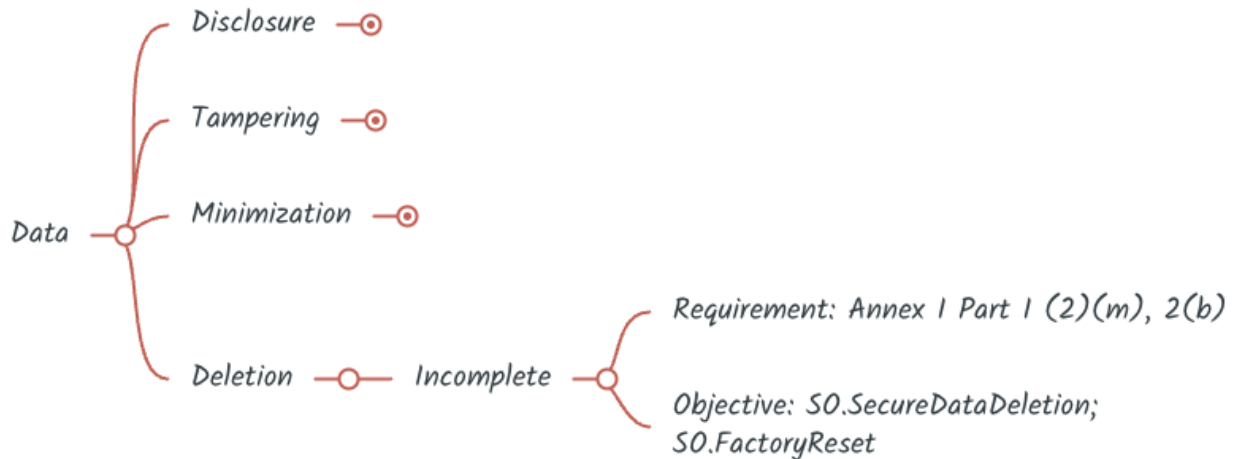 Disclosure
Tampering
Minimization
Data
Requirement: Annex I Part I (2)(m), 2(b)
Deletion
Incomplete
Objective: SO.SecureDataDeletion;
SO.FactoryReset